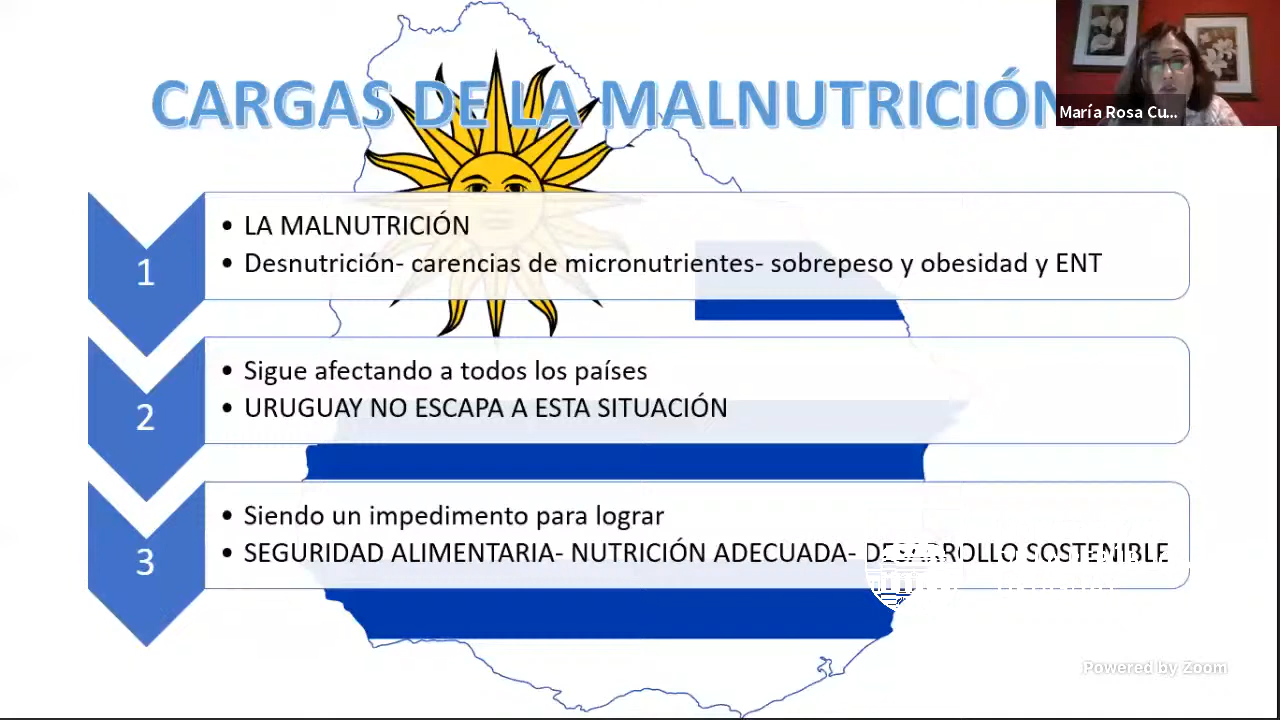 CARGAS DE LA MALNUTRICIÓN
María Rosa Cu...
1
• LA MALNUTRICIÓN
• Desnutrición- carencias de micronutrientes- sobrepeso y obesidad y ENT
2
• Sigue afectando a todos los países
• URUGUAY NO ESCAPA A ESTA SITUACIÓN
3
• Siendo un impedimento para lograr
• SEGURIDAD ALIMENTARIA- NUTRICIÓN ADECUADA- DESARROLLO SOSTENIBLE
Powered by Zoom